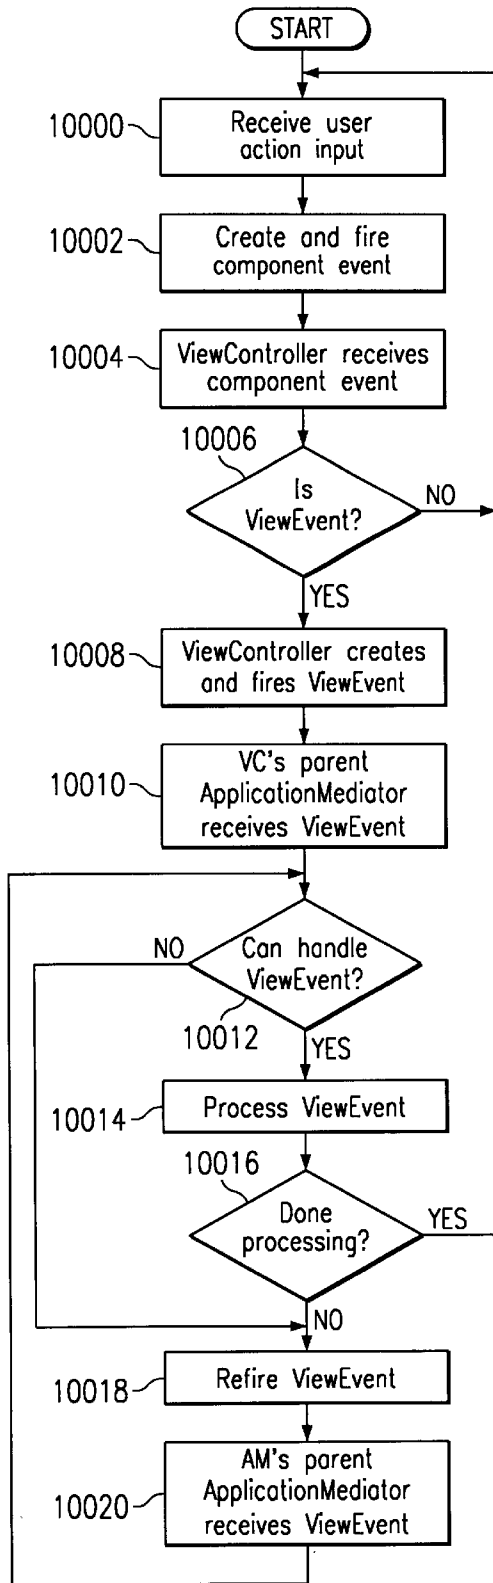 START
10000
Receive user
action input
10002
Create and fire
component event
10004
ViewController receives
component event
10006
Is
ViewEvent?
NO
YES
10008
ViewController creates
and fires ViewEvent
10010
VC's parent
ApplicationMediator
receives ViewEvent
NO
Can handle
ViewEvent?
10012
YES
10014
Process ViewEvent
10016
Done
processing?
YES
NO
10018
Refire ViewEvent
10020
AM's parent
ApplicationMediator
receives ViewEvent